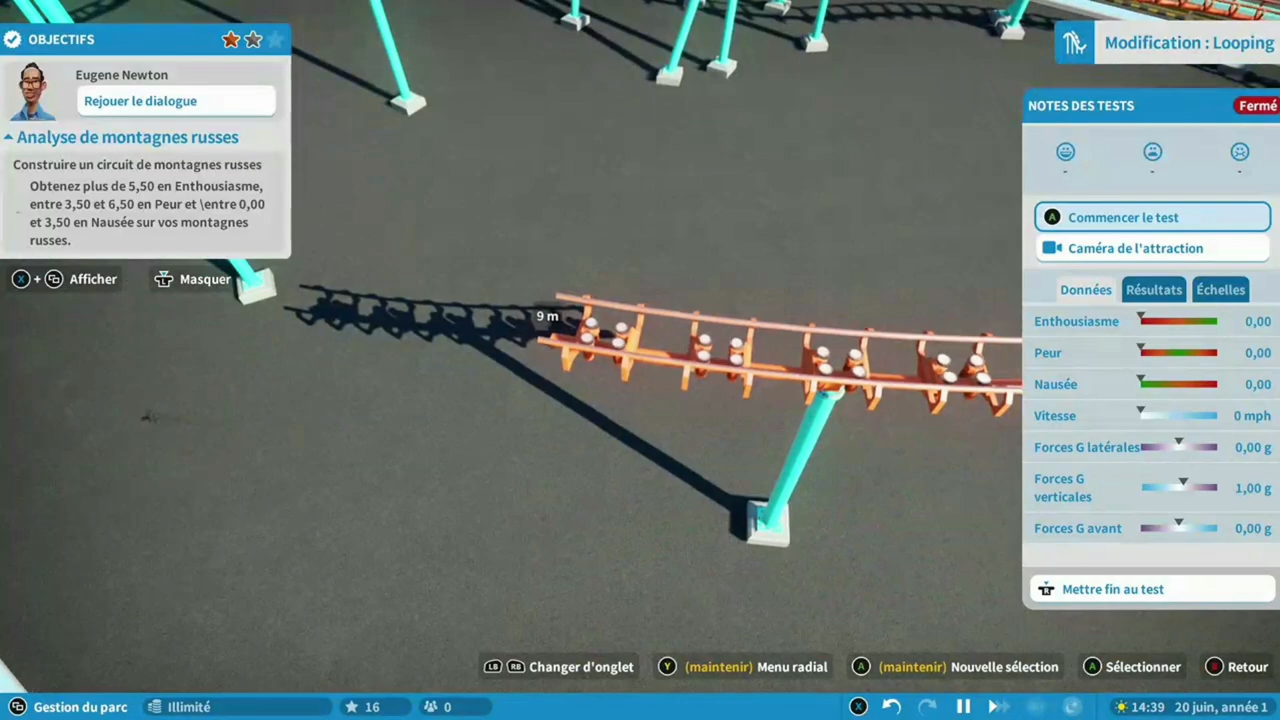 OBJECTIFS
Modification : Looping
Eugene Newton
Rejouer le dialogue
Analyse de montagnes russes
Construire un circuit de montagnes russes
Obtenez plus de 5,50 en Enthousiasme,
entre 3,50 et 6,50 en Peur et \entre 0,00
et 3,50 en Nausée sur vos montagnes
russes.
X + Afficher
Masquer
9 m
NOTES DES TESTS
Fermé
- - -
A Commencer le test
Caméra de l'attraction
Données Résultats Échelles
Enthousiasme 0,00
Peur 0,00
Nausée 0,00
Vitesse 0 mph
Forces G latérales 0,00 g
Forces G
verticales 1,00 g
Forces G avant 0,00 g
R Mettre fin au test
LB RB Changer d'onglet
Y (maintenir) Menu radial
A (maintenir) Nouvelle sélection
A Sélectionner
B Retour
Gestion du parc
Illimité
16
0
X
14:39 20 juin, année 1